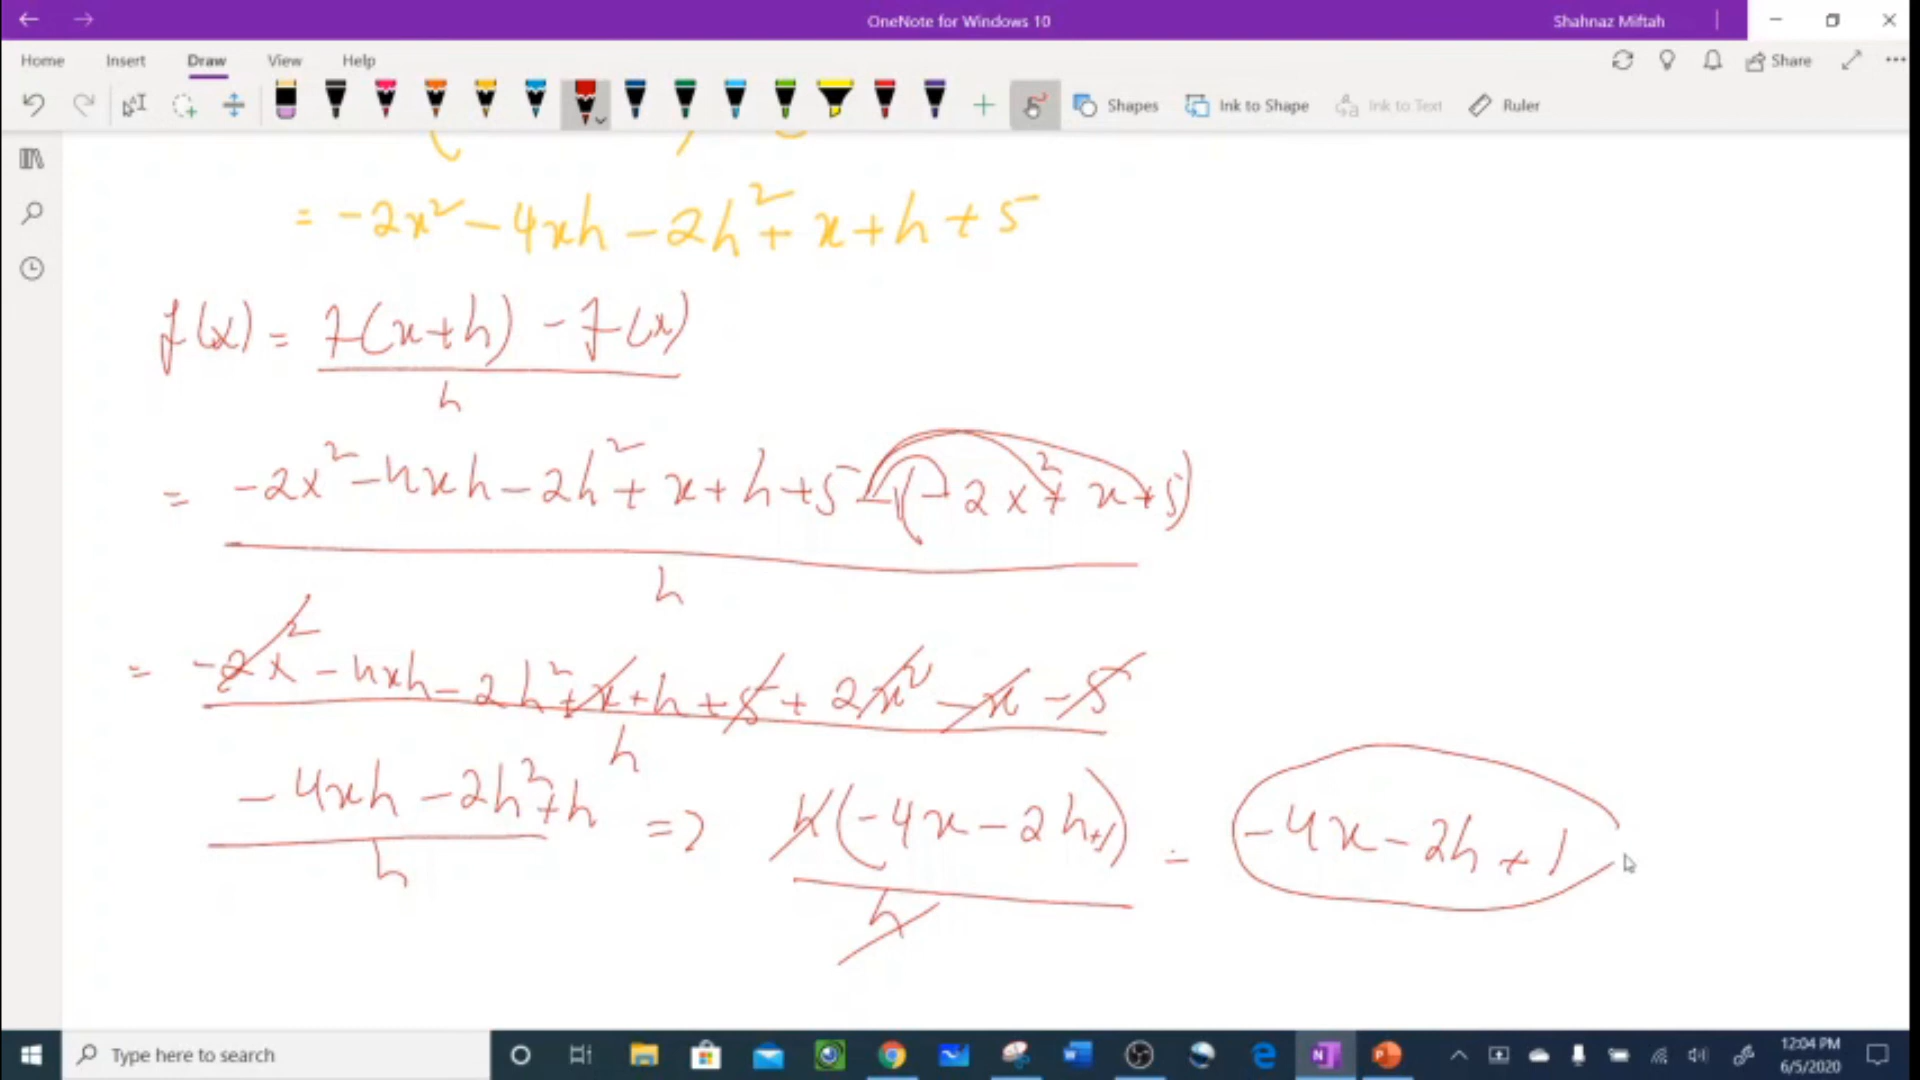 OneNote for Windows 10
Shahnaz Miftah
Home Insert Draw View Help
Share
Shapes Ink to Shape Ink to Text Ruler
= -2x² - 4xh - 2h² + x + h + 5
f(x) = f(x+h) - f(x)
h
= -2x² - 4xh - 2h² + x + h + 5 - (-2x² + x + 5)
h
= -2x² - 4xh - 2h² + x + h + 5 + 2x² - x - 5
h
-4xh - 2h² + h => h(-4x - 2h + 1) = -4x - 2h + 1
h h
Type here to search
12:04 PM
6/5/2020